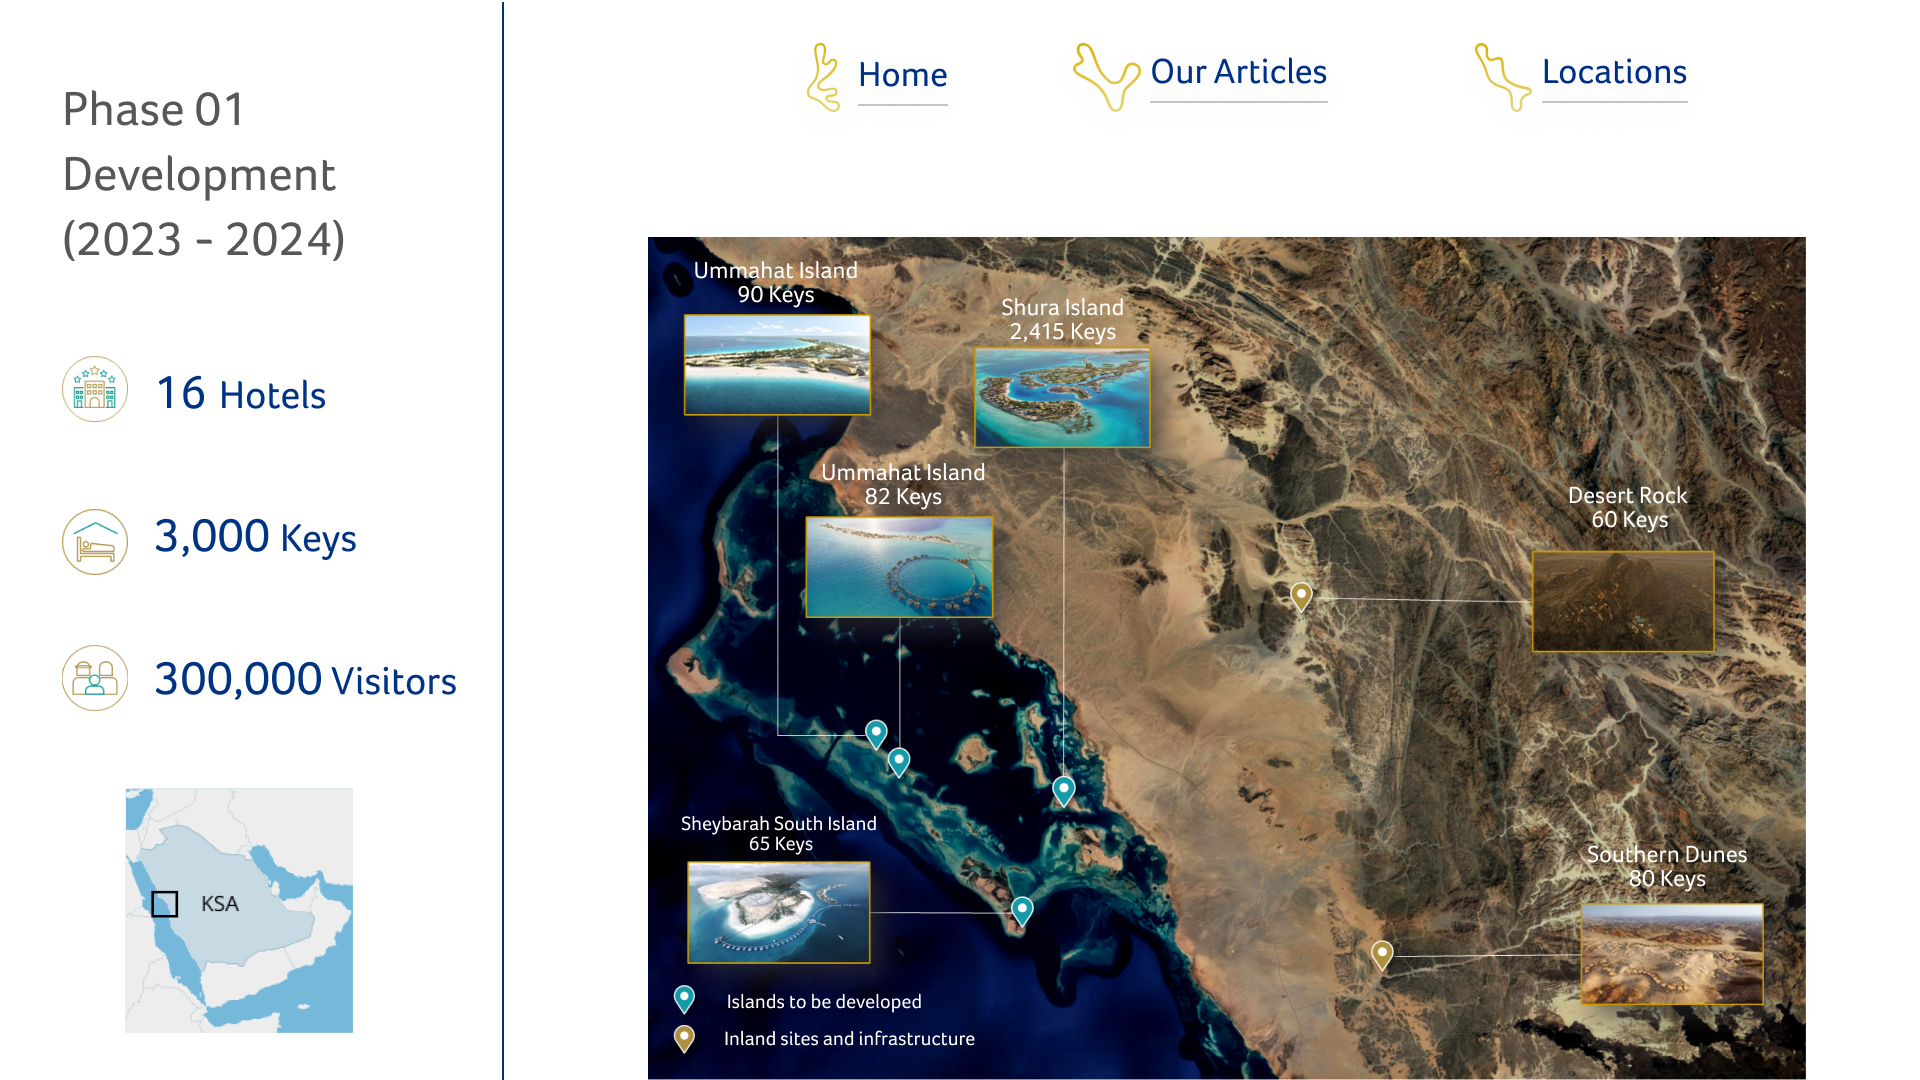 Home
Our Articles
Locations
Phase 01
Development
(2023 - 2024)
16 Hotels
3,000 Keys
300,000 Visitors
KSA
Ummahat Island
90 Keys
Shura Island
2,415 Keys
Ummahat Island
82 Keys
Desert Rock
60 Keys
Sheybarah South Island
65 Keys
Southern Dunes
80 Keys
Islands to be developed
Inland sites and infrastructure